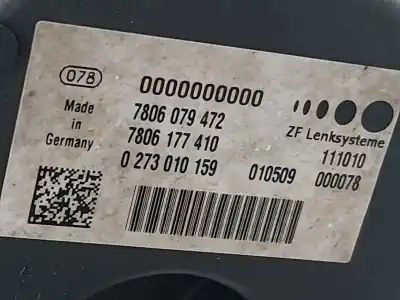 078
Made
in
Germany
0000000000
7806 079 472
7806 177 410
0 273 010 159
010509
ZF Lenksysteme
111010
000078